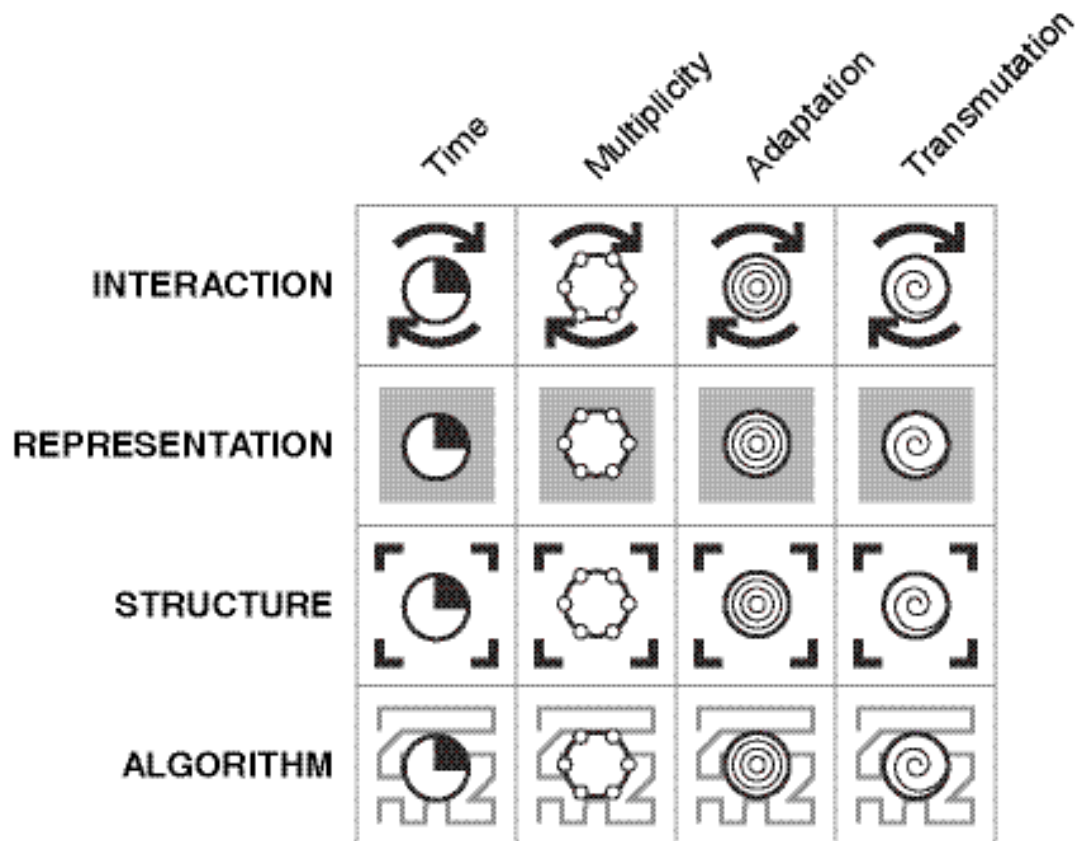 Time
Multiplicity
Adaptation
Transmutation
INTERACTION
REPRESENTATION
STRUCTURE
ALGORITHM